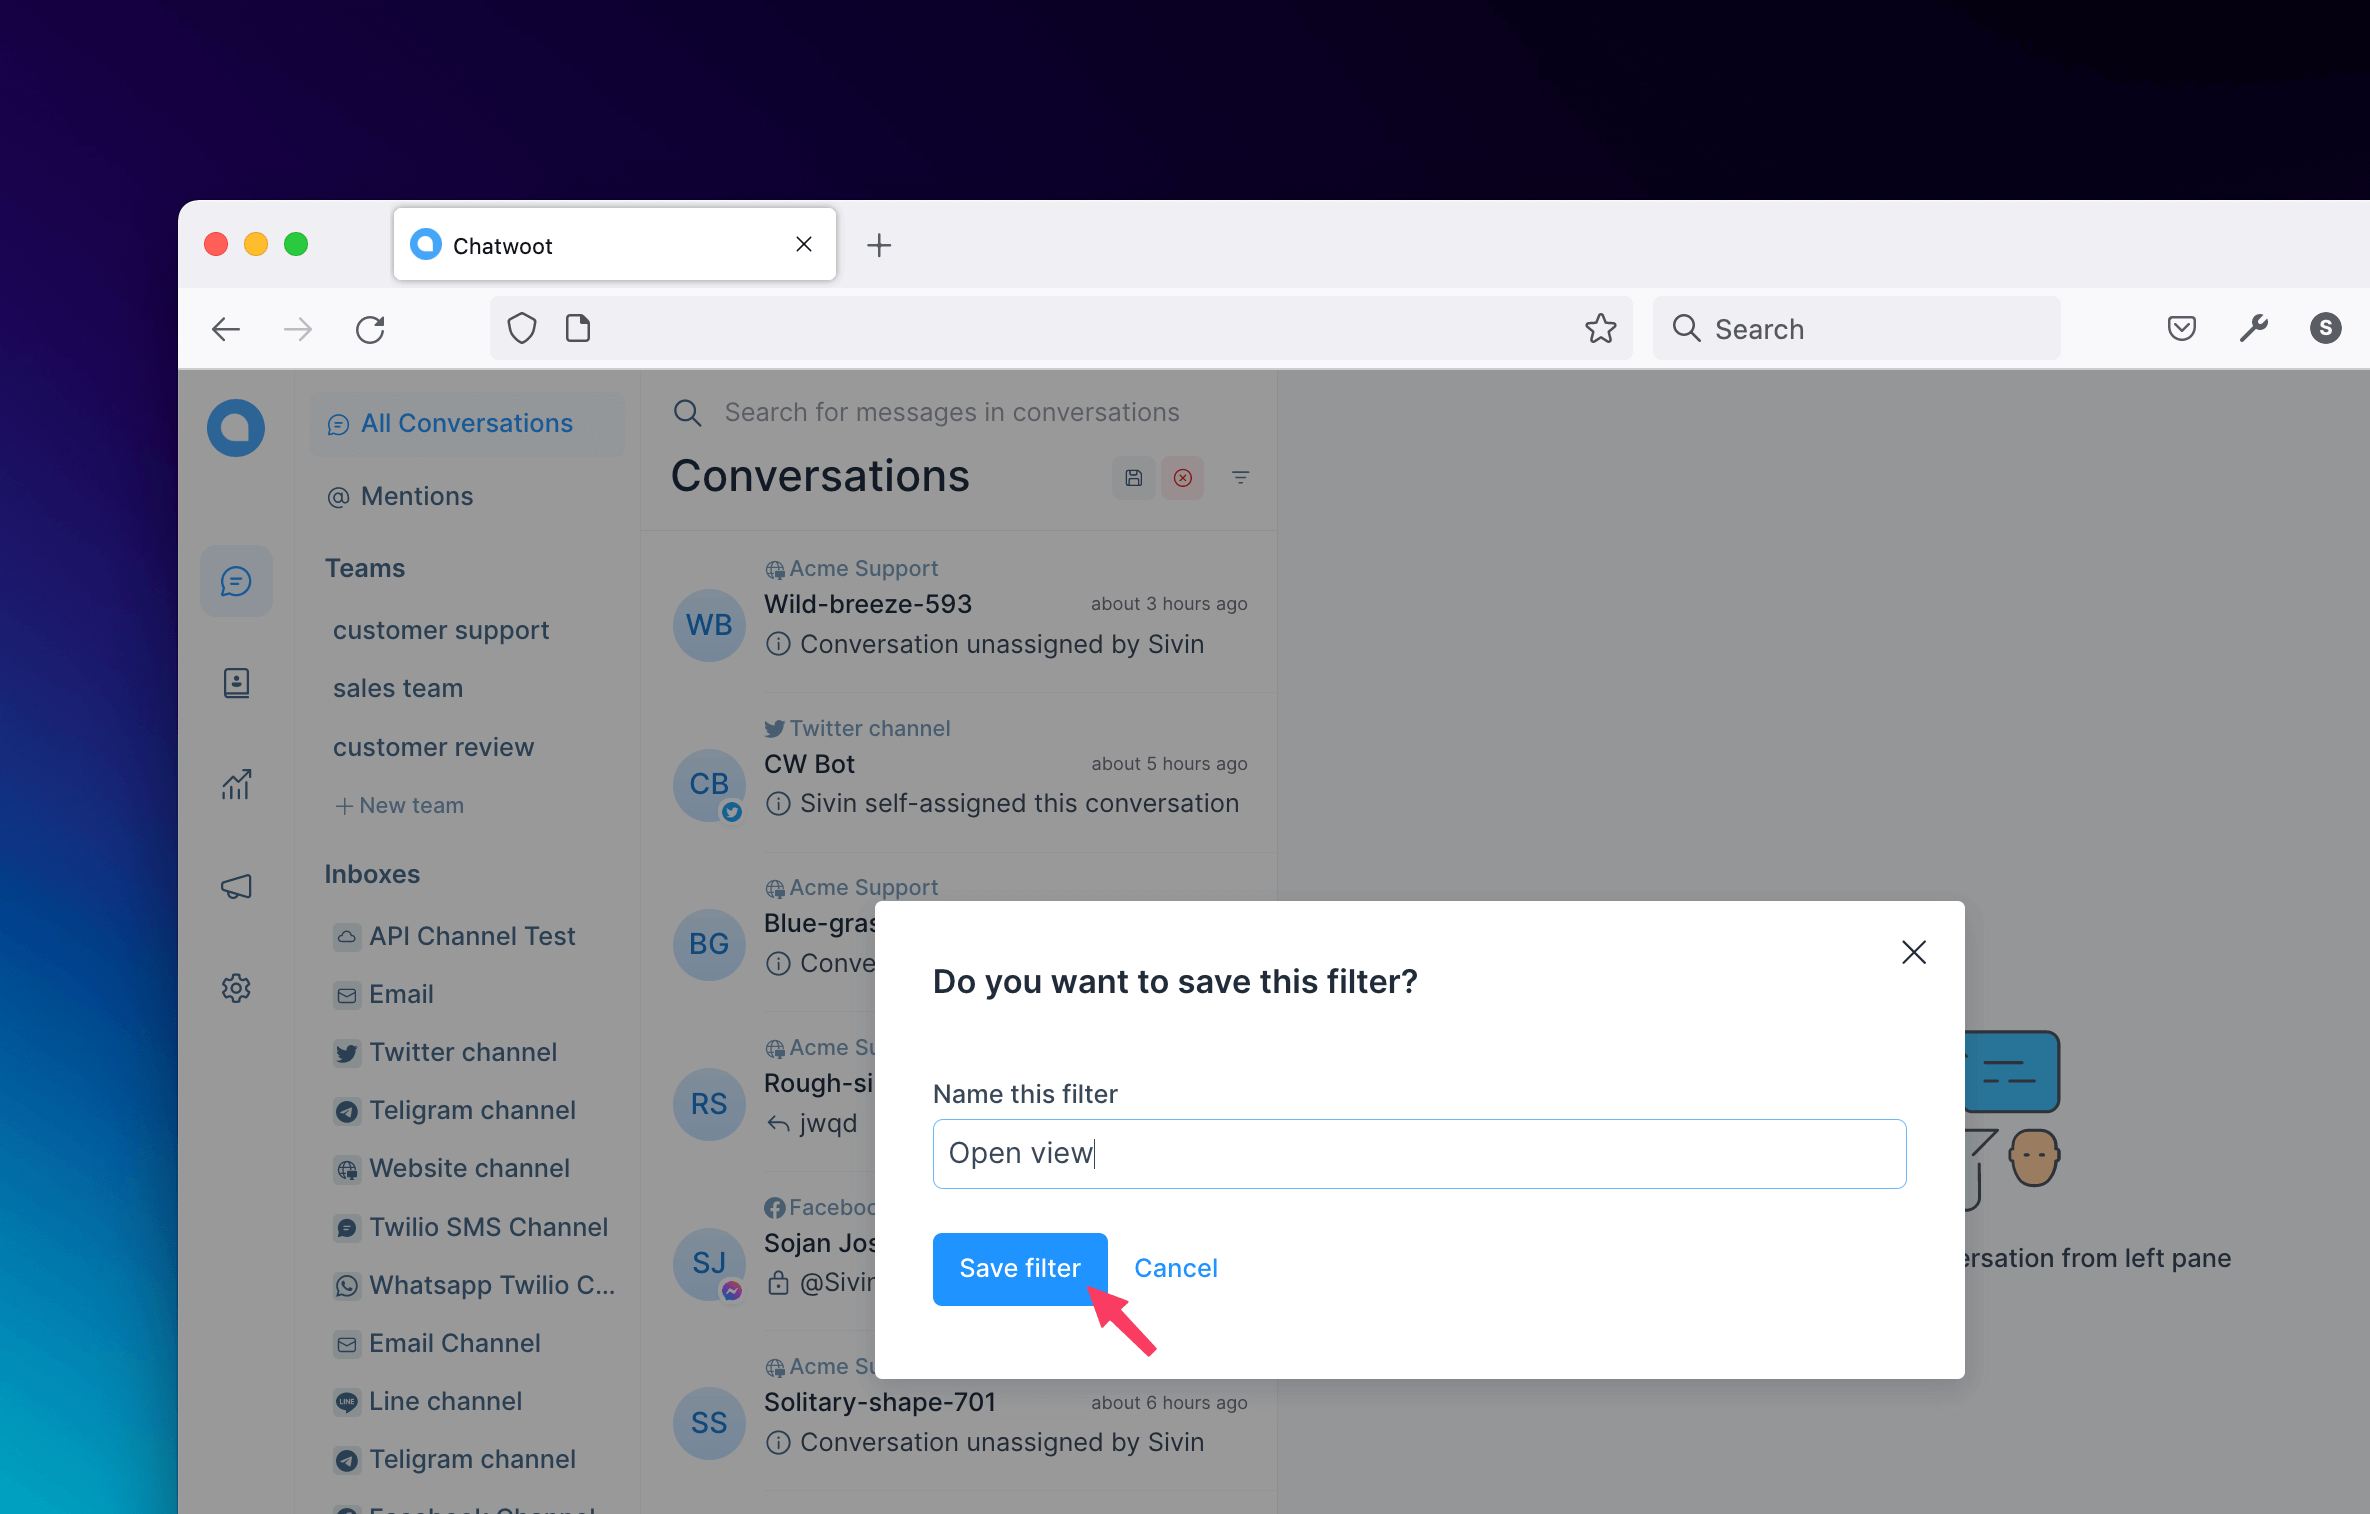 Chatwoot
Search
S
All Conversations
@ Mentions
Teams
customer support
sales team
customer review
+ New team
Inboxes
API Channel Test
Email
Twitter channel
Teligram channel
Website channel
Twilio SMS Channel
Whatsapp Twilio C...
Email Channel
LINE Line channel
Teligram channel
Facebook Channel
Search for messages in conversations
Conversations
Acme Support
WB
Wild-breeze-593 about 3 hours ago
Conversation unassigned by Sivin
Twitter channel
CB
CW Bot about 5 hours ago
Sivin self-assigned this conversation
Acme Support
BG
Blue-gras
Conve
Acme Su
RS
Rough-si
jwqd
Faceboo
SJ
Sojan Jos
@Sivin
Acme Su
SS
Solitary-shape-701 about 6 hours ago
Conversation unassigned by Sivin
Do you want to save this filter?
Name this filter
Open view
Save filter Cancel
ersation from left pane